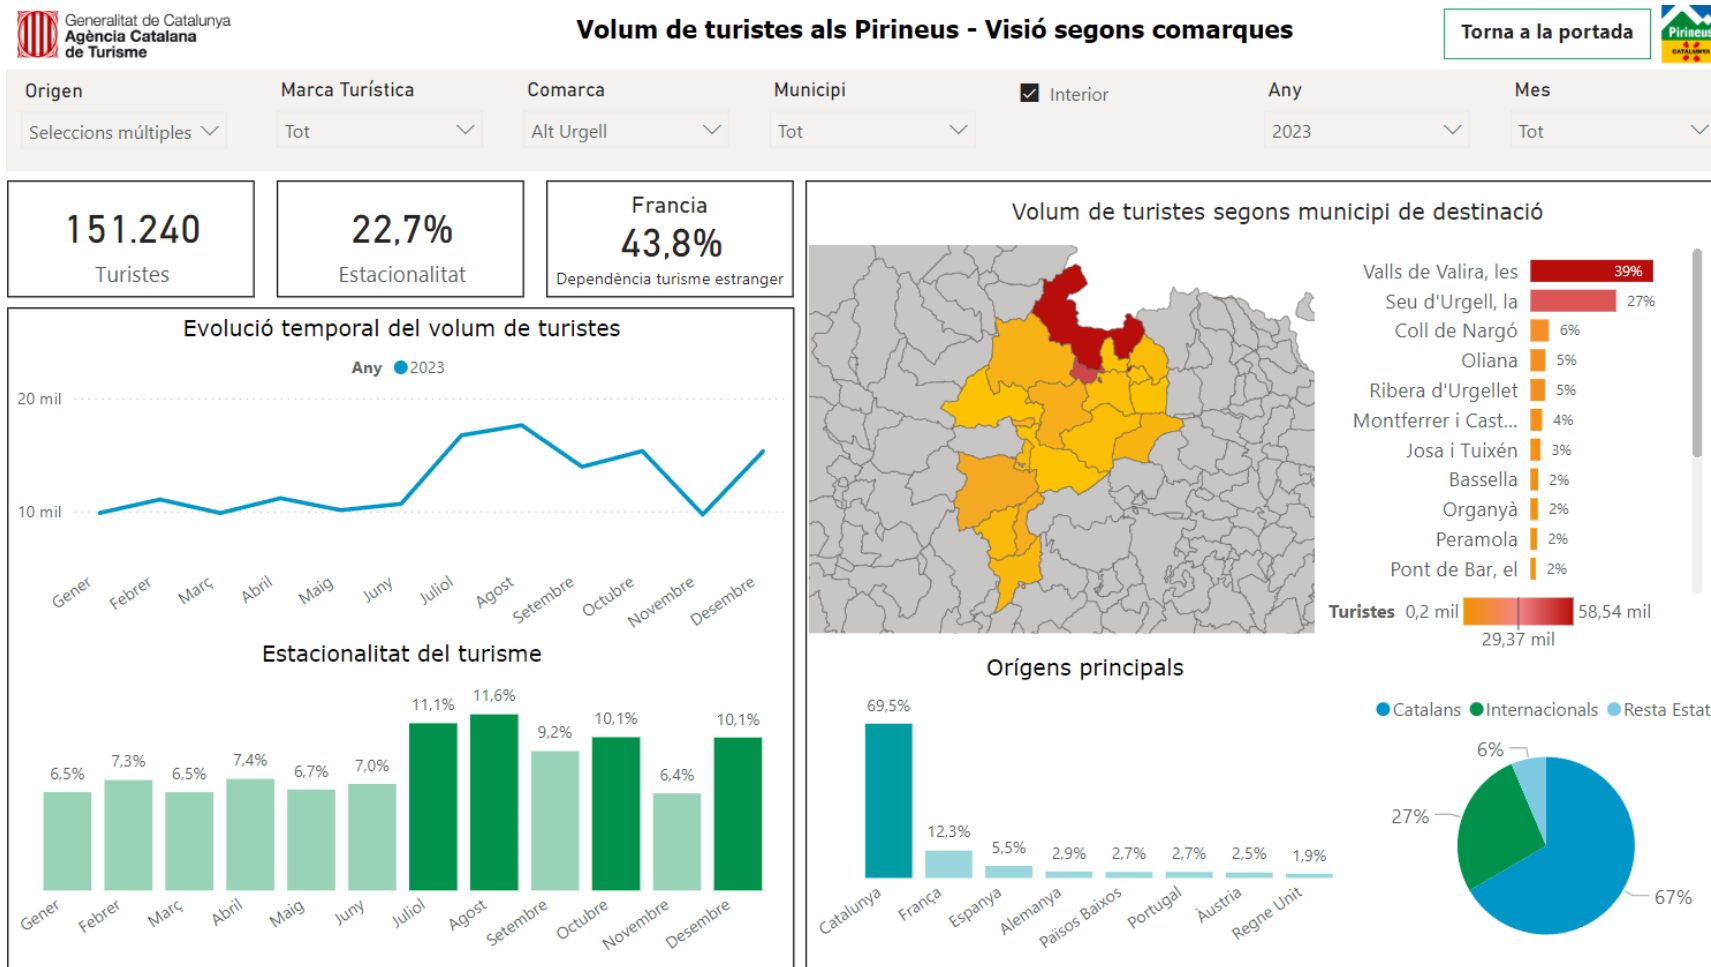 Generalitat de Catalunya
Agència Catalana
de Turisme
Volum de turistes als Pirineus - Visió segons comarques
Torna a la portada
Pirineus
CATALUNYA
Origen
Marca Turística
Comarca
Municipi
Interior
Any
Mes
Seleccions múltiples
Tot
Alt Urgell
Tot
2023
Tot
151.240
Turistes
22,7%
Estacionalitat
Francia
43,8%
Dependència turisme estranger
Evolució temporal del volum de turistes
Any 2023
20 mil
10 mil
Gener
Febrer
Març
Abril
Maig
Juny
Juliol
Agost
Setembre
Octubre
Novembre
Desembre
Estacionalitat del turisme
6,5%
7,3%
6,5%
7,4%
6,7%
7,0%
11,1%
11,6%
9,2%
10,1%
6,4%
10,1%
Gener
Febrer
Març
Abril
Maig
Juny
Juliol
Agost
Setembre
Octubre
Novembre
Desembre
Volum de turistes segons municipi de destinació
Valls de Valira, les 39%
Seu d'Urgell, la 27%
Coll de Nargó 6%
Oliana 5%
Ribera d'Urgellet 5%
Montferrer i Cast... 4%
Josa i Tuixén 3%
Bassella 2%
Organyà 2%
Peramola 2%
Pont de Bar, el 2%
Turistes 0,2 mil 58,54 mil
29,37 mil
Orígens principals
69,5%
12,3%
5,5%
2,9%
2,7%
2,7%
2,5%
1,9%
Catalunya
França
Espanya
Alemanya
Països Baixos
Portugal
Àustria
Regne Unit
Catalans Internacionals Resta Estat
6%
27%
67%